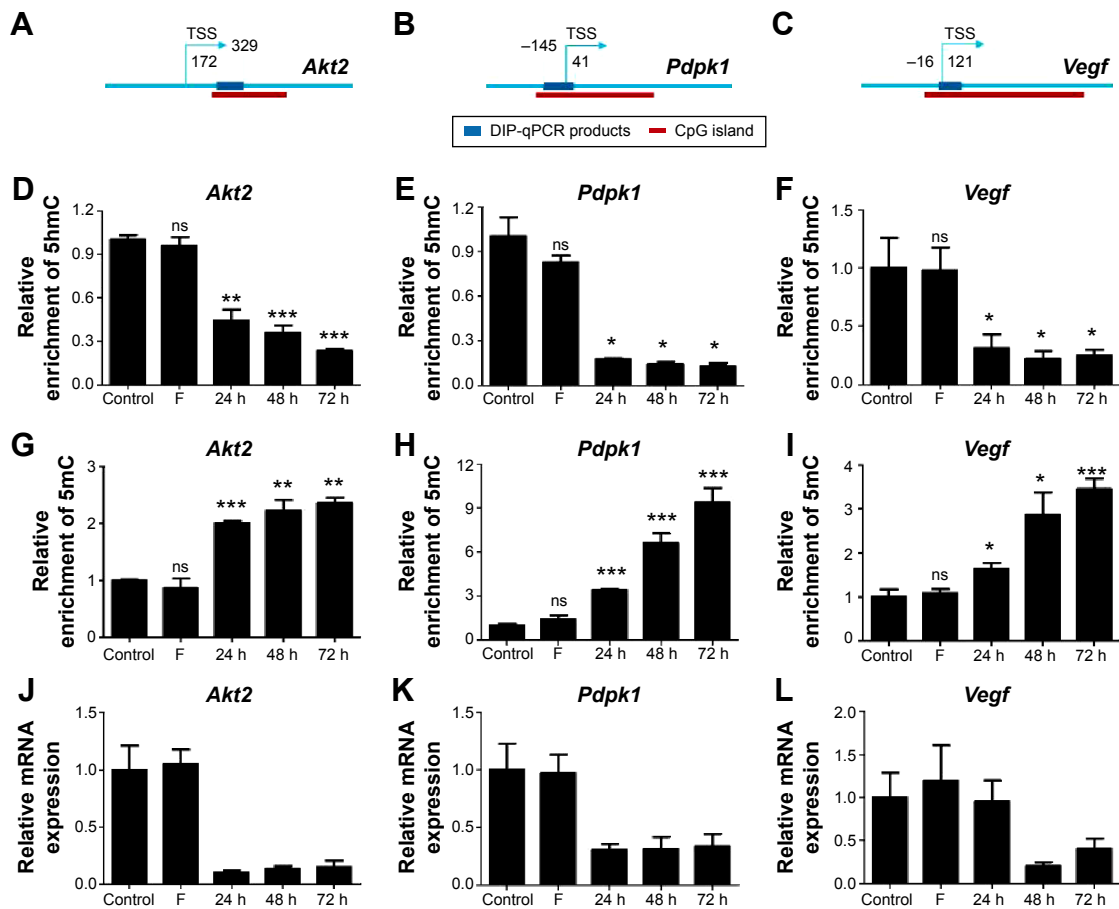 A
TSS
329
172
Akt2
B
–145
TSS
41
Pdpk1
C
–16
TSS
121
Vegf
DIP-qPCR products
CpG island
D
Akt2
Relative
enrichment of 5hmC
1.2
0.9
0.6
0.3
0.0
ns
**
***
***
Control F 24 h 48 h 72 h
E
Pdpk1
Relative
enrichment of 5hmC
1.2
0.9
0.6
0.3
0.0
ns
*
*
*
Control F 24 h 48 h 72 h
F
Vegf
Relative
enrichment of 5hmC
1.5
1.0
0.5
0.0
ns
*
*
*
Control F 24 h 48 h 72 h
G
Akt2
Relative
enrichment of 5mC
3
2
1
0
ns
***
**
**
Control F 24 h 48 h 72 h
H
Pdpk1
Relative
enrichment of 5mC
12
9
6
3
0
ns
***
***
***
Control F 24 h 48 h 72 h
I
Vegf
Relative
enrichment of 5mC
4
3
2
1
0
ns
*
*
***
Control F 24 h 48 h 72 h
J
Akt2
Relative mRNA
expression
1.5
1.0
0.5
0.0
Control F 24 h 48 h 72 h
K
Pdpk1
Relative mRNA
expression
1.5
1.0
0.5
0.0
Control F 24 h 48 h 72 h
L
Vegf
Relative mRNA
expression
2.0
1.5
1.0
0.5
0.0
Control F 24 h 48 h 72 h